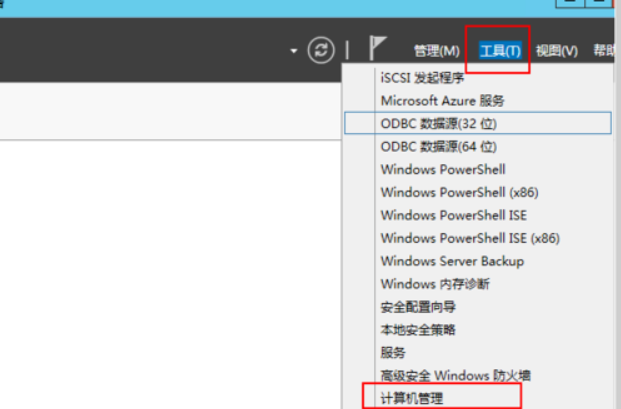 管理(M) 工具(T) 视图(V) 帮助
iSCSI 发起程序
Microsoft Azure 服务
ODBC 数据源(32 位)
ODBC 数据源(64 位)
Windows PowerShell
Windows PowerShell (x86)
Windows PowerShell ISE
Windows PowerShell ISE (x86)
Windows Server Backup
Windows 内存诊断
安全配置向导
本地安全策略
服务
高级安全 Windows 防火墙
计算机管理